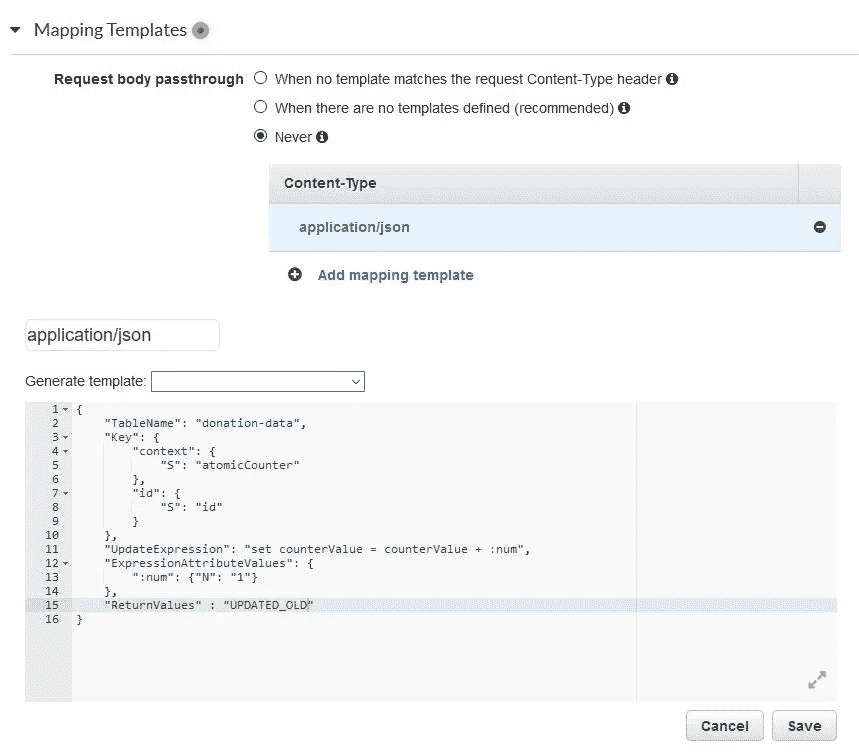 Mapping Templates
Request body passthrough
When no template matches the request Content-Type header
When there are no templates defined (recommended)
Never
Content-Type
application/json
Add mapping template
application/json
Generate template:
1 {
2     "TableName": "donation-data",
3     "Key": {
4         "context": {
5             "S": "atomicCounter"
6         },
7         "id": {
8             "S": "id"
9         }
10     },
11     "UpdateExpression": "set counterValue = counterValue + :num",
12     "ExpressionAttributeValues": {
13         ":num": {"N": "1"}
14     },
15     "ReturnValues" : "UPDATED_OLD"
16 }
Cancel Save